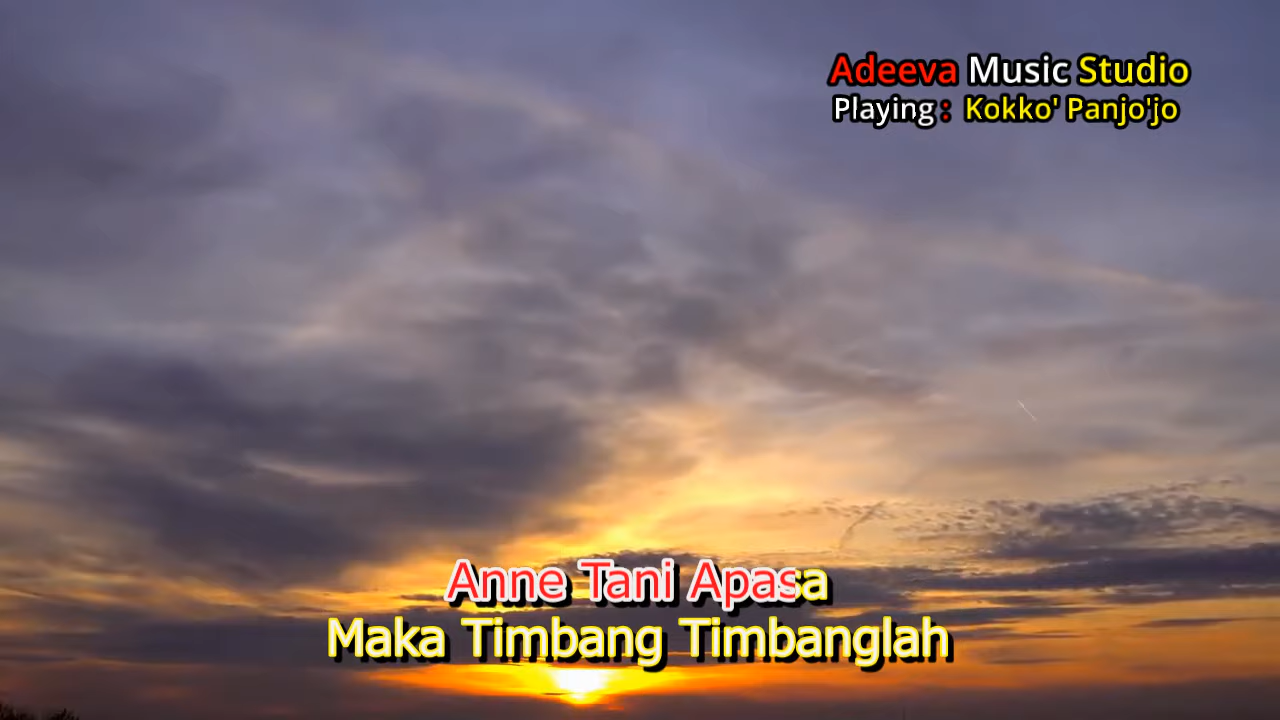 Adeeva Music Studio
Playing : Kokko' Panjo'jo
Anne Tani Apasa
Maka Timbang Timbanglah